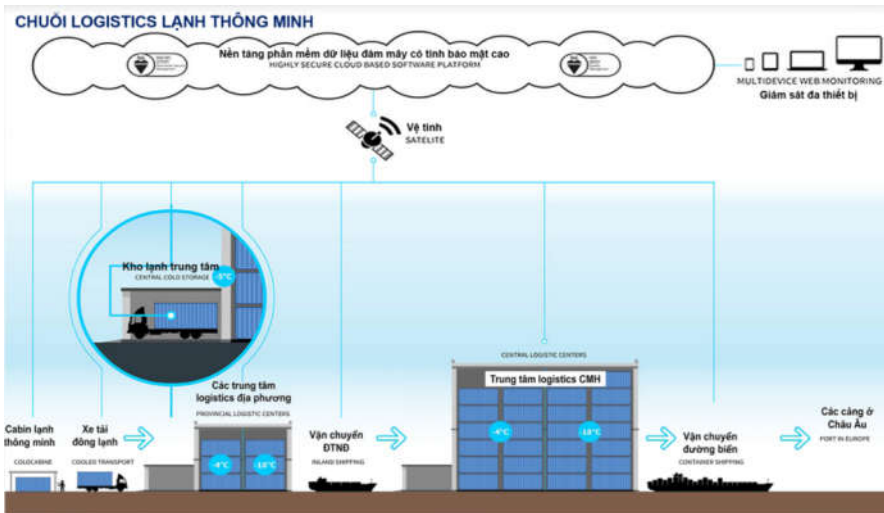 CHUỖI LOGISTICS LẠNH THÔNG MINH
Nền tảng phần mềm dữ liệu đám mây có tính bảo mật cao
HIGHLY SECURE CLOUD BASED SOFTWARE PLATFORM
MULTIDEVICE WEB MONITORING
Giám sát đa thiết bị
Vệ tinh
SATELITE
Kho lạnh trung tâm
CENTRAL COLD STORAGE
-5°C
CENTRAL LOGISTIC CENTERS
Trung tâm logistics CMH
-4°C
-18°C
Các trung tâm
logistics địa phương
PROVINCIAL LOGISTIC CENTERS
-18°C
Cabin lạnh
thông minh
COLDCABINE
Xe tải
đông lạnh
COOLED TRANSPORT
Vận chuyển
ĐTNĐ
INLAND SHIPPING
Vận chuyển
đường biển
CONTAINER SHIPPING
Các cảng ở
Châu Âu
PORT IN EUROPE